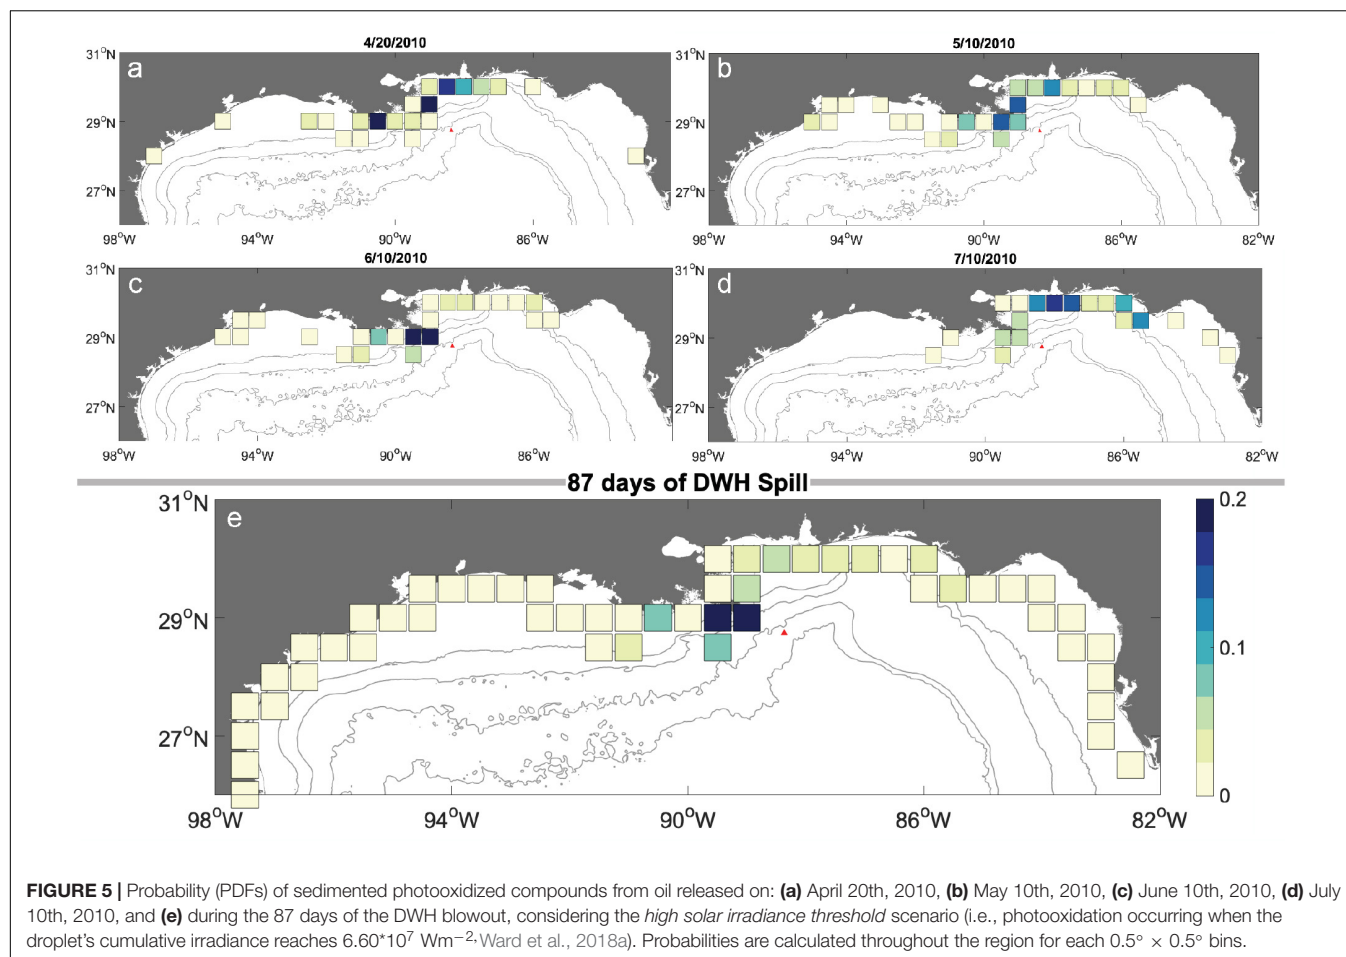 4/20/2010
a
31°N
29°N
27°N
98°W 94°W 90°W 86°W
5/10/2010
b
31°N
29°N
27°N
98°W 94°W 90°W 86°W 82°W
6/10/2010
c
31°N
29°N
27°N
98°W 94°W 90°W 86°W
7/10/2010
d
31°N
29°N
27°N
98°W 94°W 90°W 86°W 82°W
87 days of DWH Spill
e
31°N
29°N
27°N
98°W 94°W 90°W 86°W 82°W
0.2
0.1
0
FIGURE 5 | Probability (PDFs) of sedimented photooxidized compounds from oil released on: (a) April 20th, 2010, (b) May 10th, 2010, (c) June 10th, 2010, (d) July
10th, 2010, and (e) during the 87 days of the DWH blowout, considering the high solar irradiance threshold scenario (i.e., photooxidation occurring when the
droplet's cumulative irradiance reaches 6.60*10⁷ Wm⁻²,Ward et al., 2018a). Probabilities are calculated throughout the region for each 0.5° × 0.5° bins.